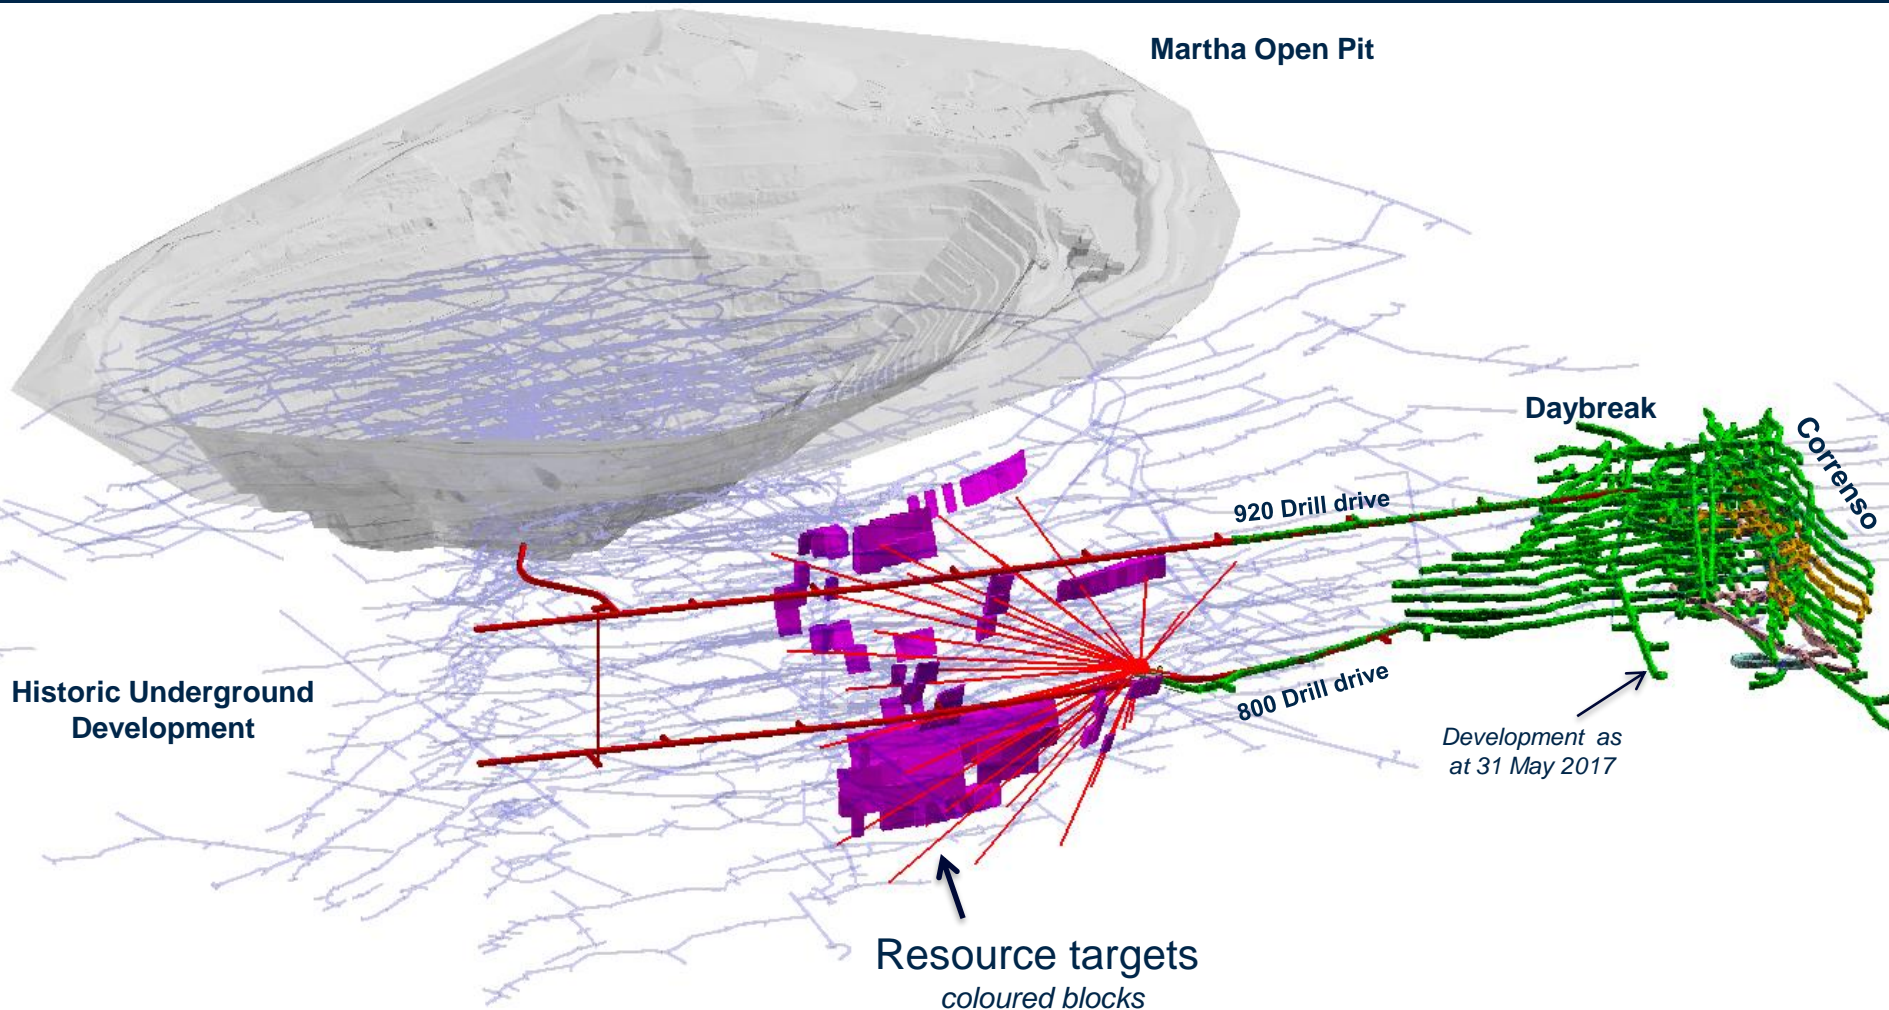 Martha Open Pit
Daybreak
Correnso
920 Drill drive
Historic Underground
Development
800 Drill drive
Development as
at 31 May 2017
Resource targets
coloured blocks